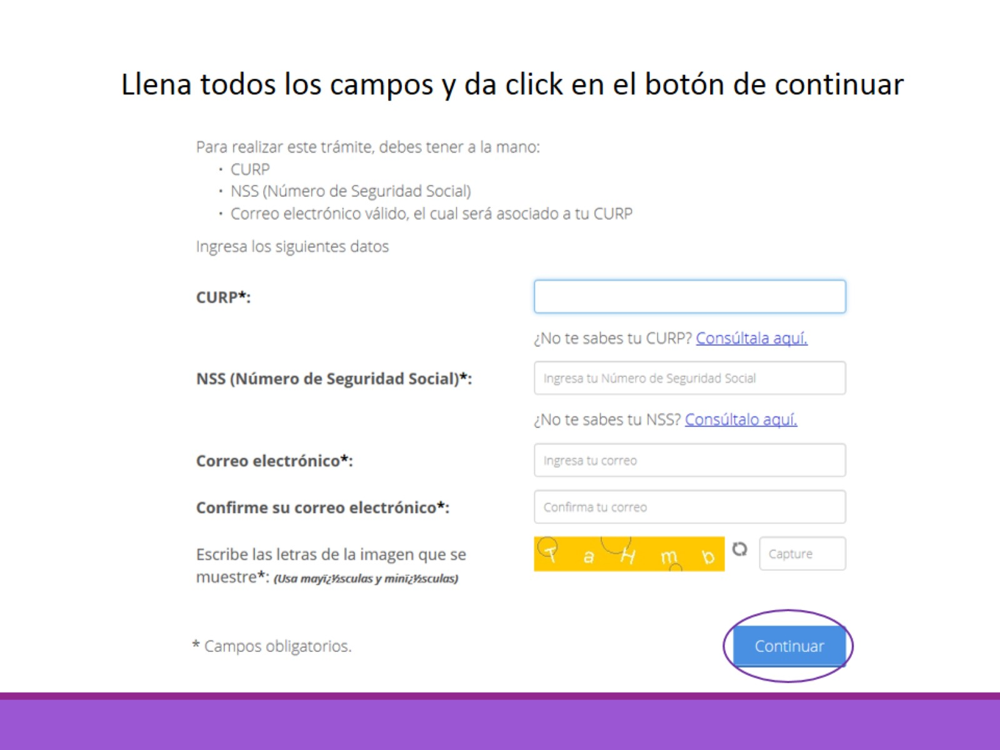 Llena todos los campos y da click en el botón de continuar
Para realizar este trámite, debes tener a la mano:
• CURP
• NSS (Número de Seguridad Social)
• Correo electrónico válido, el cual será asociado a tu CURP
Ingresa los siguientes datos
CURP*:
¿No te sabes tu CURP? Consúltala aquí.
NSS (Número de Seguridad Social)*: Ingresa tu Número de Seguridad Social
¿No te sabes tu NSS? Consúltalo aquí.
Correo electrónico*: Ingresa tu correo
Confirme su correo electrónico*: Confirma tu correo
Escribe las letras de la imagen que se
muestre*: (Usa mayï¿½sculas y minï¿½sculas)
T a H m b Capture
* Campos obligatorios. Continuar